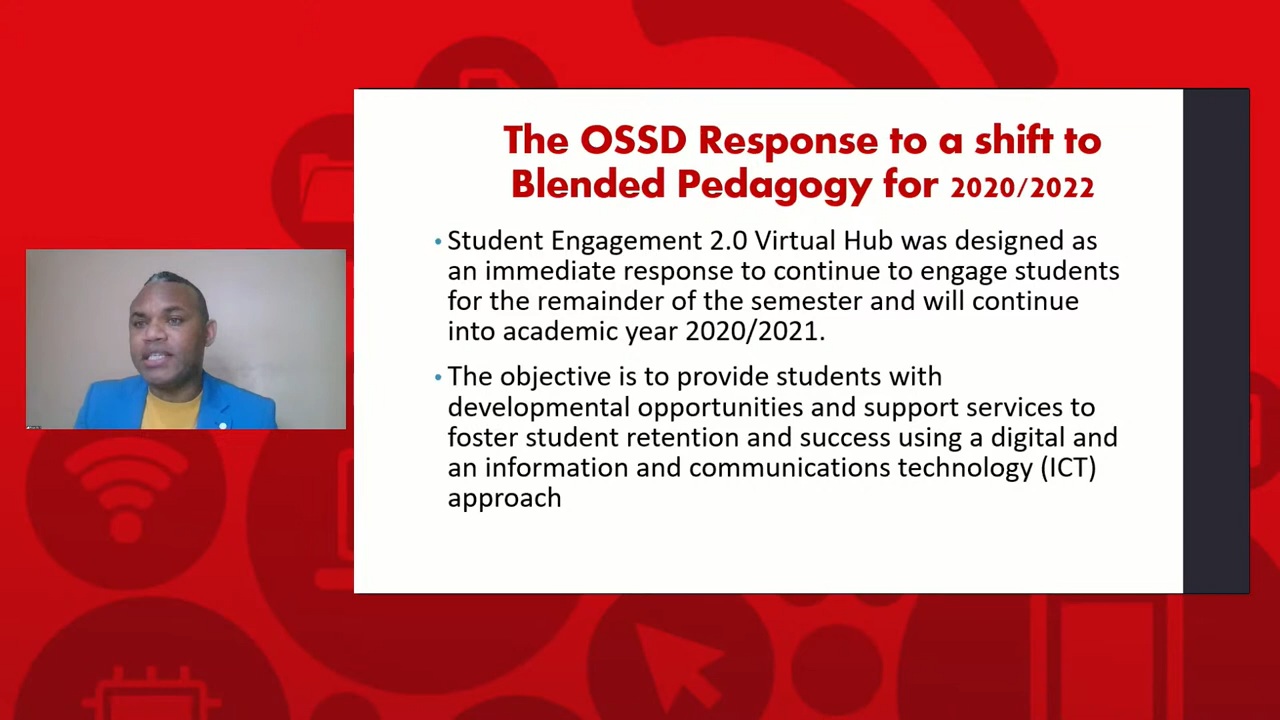 The OSSD Response to a shift to
Blended Pedagogy for 2020/2022
• Student Engagement 2.0 Virtual Hub was designed as
an immediate response to continue to engage students
for the remainder of the semester and will continue
into academic year 2020/2021.
• The objective is to provide students with
developmental opportunities and support services to
foster student retention and success using a digital and
an information and communications technology (ICT)
approach